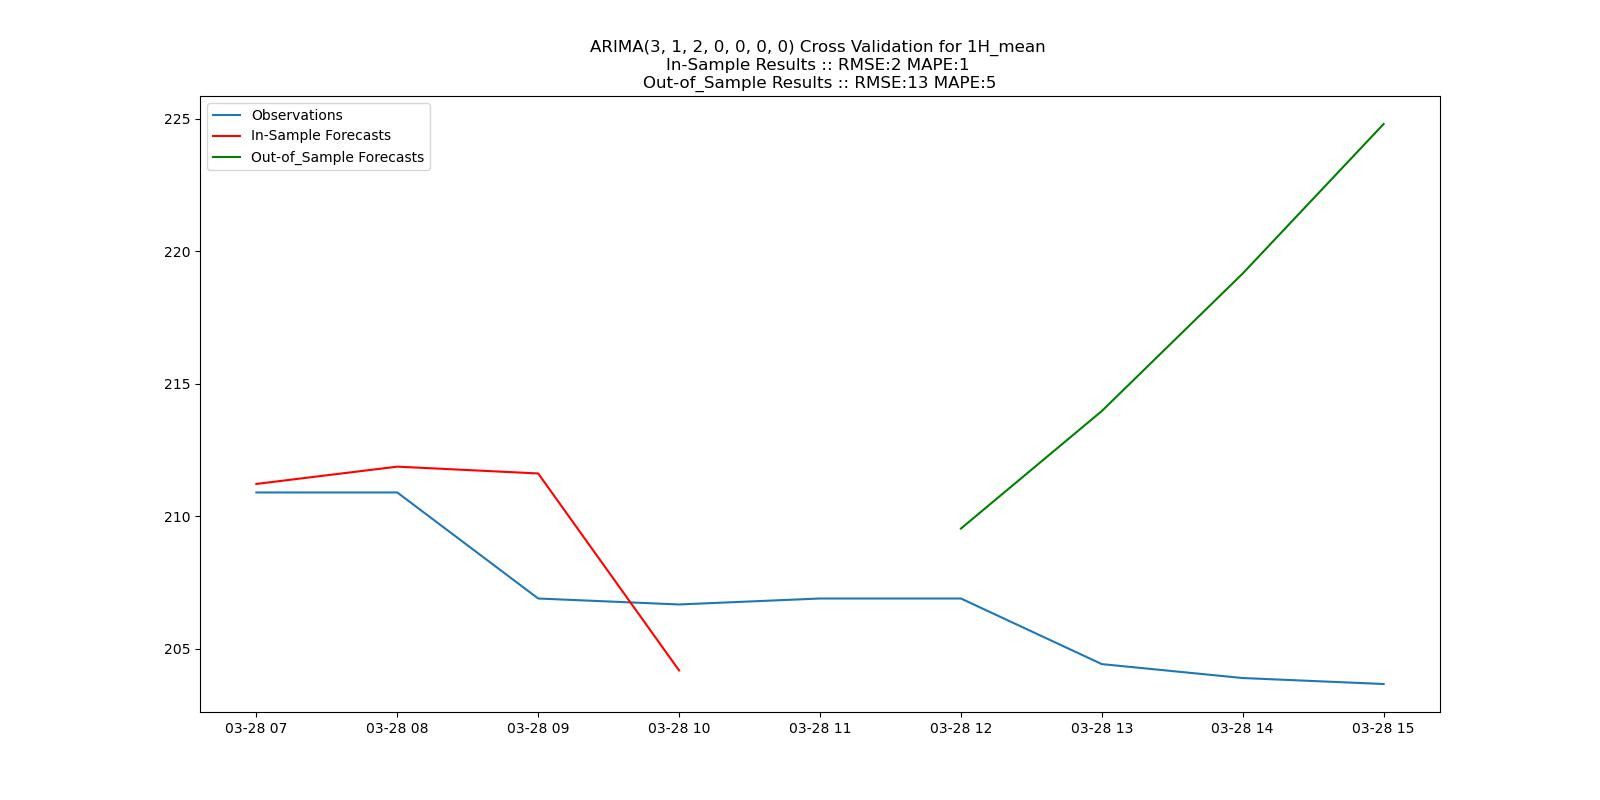 ARIMA(3, 1, 2, 0, 0, 0, 0) Cross Validation for 1H_mean
In-Sample Results :: RMSE:2 MAPE:1
Out-of_Sample Results :: RMSE:13 MAPE:5
Observations
In-Sample Forecasts
Out-of_Sample Forecasts
225
220
215
210
205
03-28 07
03-28 08
03-28 09
03-28 10
03-28 11
03-28 12
03-28 13
03-28 14
03-28 15